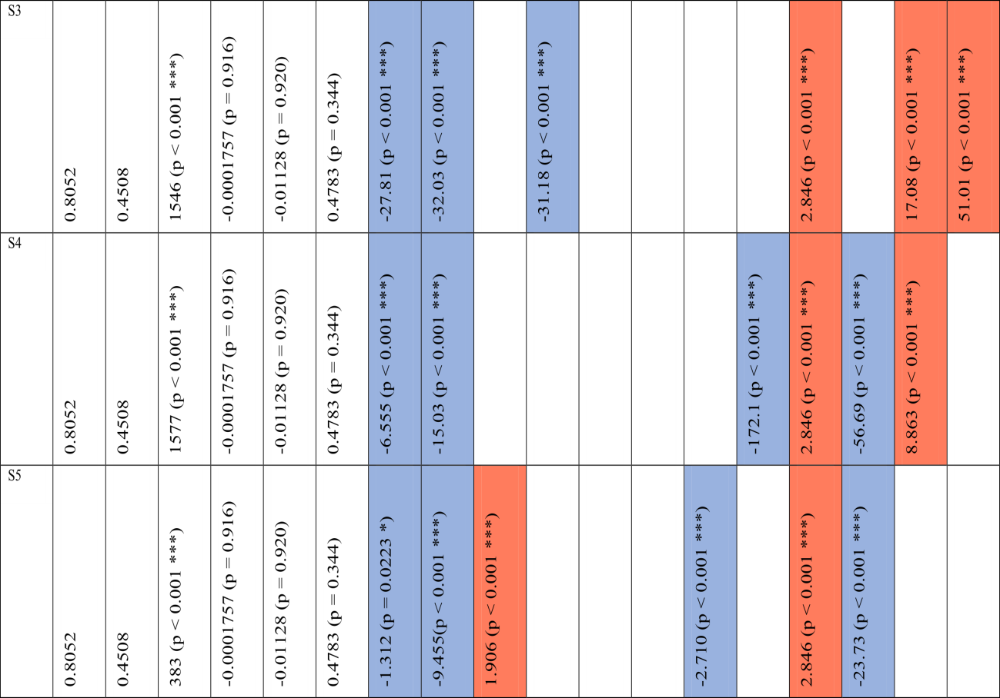 S3
0.8052
0.4508
1546 (p < 0.001 ***)
-0.0001757 (p = 0.916)
-0.01128 (p = 0.920)
0.4783 (p = 0.344)
-27.81 (p < 0.001 ***)
-32.03 (p < 0.001 ***)
-31.18 (p < 0.001 ***)
2.846 (p < 0.001 ***)
17.08 (p < 0.001 ***)
51.01 (p < 0.001 ***)
S4
0.8052
0.4508
1577 (p < 0.001 ***)
-0.0001757 (p = 0.916)
-0.01128 (p = 0.920)
0.4783 (p = 0.344)
-6.555 (p < 0.001 ***)
-15.03 (p < 0.001 ***)
-172.1 (p < 0.001 ***)
2.846 (p < 0.001 ***)
-56.69 (p < 0.001 ***)
8.863 (p < 0.001 ***)
S5
0.8052
0.4508
383 (p < 0.001 ***)
-0.0001757 (p = 0.916)
-0.01128 (p = 0.920)
0.4783 (p = 0.344)
-1.312 (p = 0.0223 *)
-9.455(p < 0.001 ***)
1.906 (p < 0.001 ***)
-2.710 (p < 0.001 ***)
2.846 (p < 0.001 ***)
-23.73 (p < 0.001 ***)